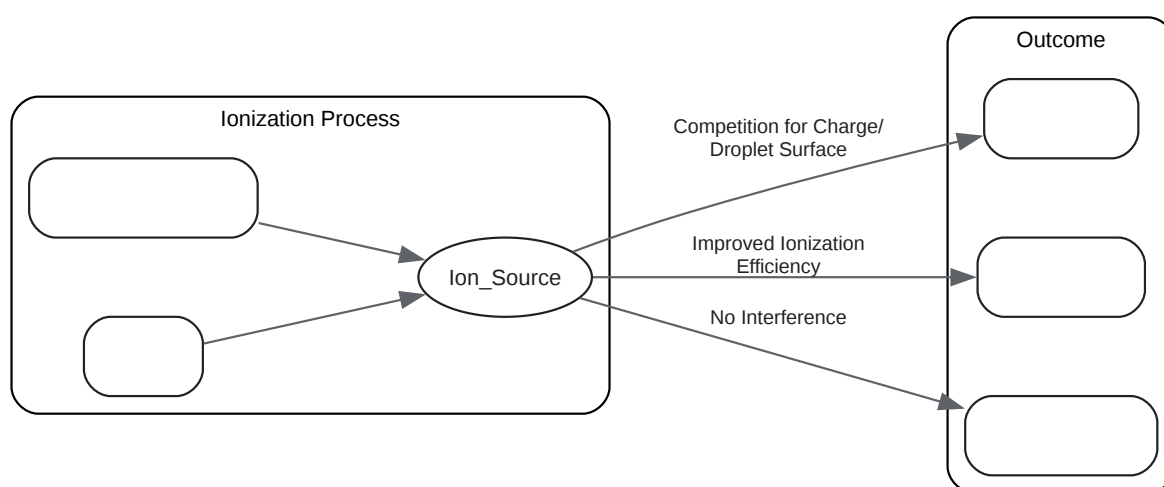 Outcome
Ionization Process
Competition for Charge/
Droplet Surface
Ion_Source
Improved Ionization
Efficiency
No Interference